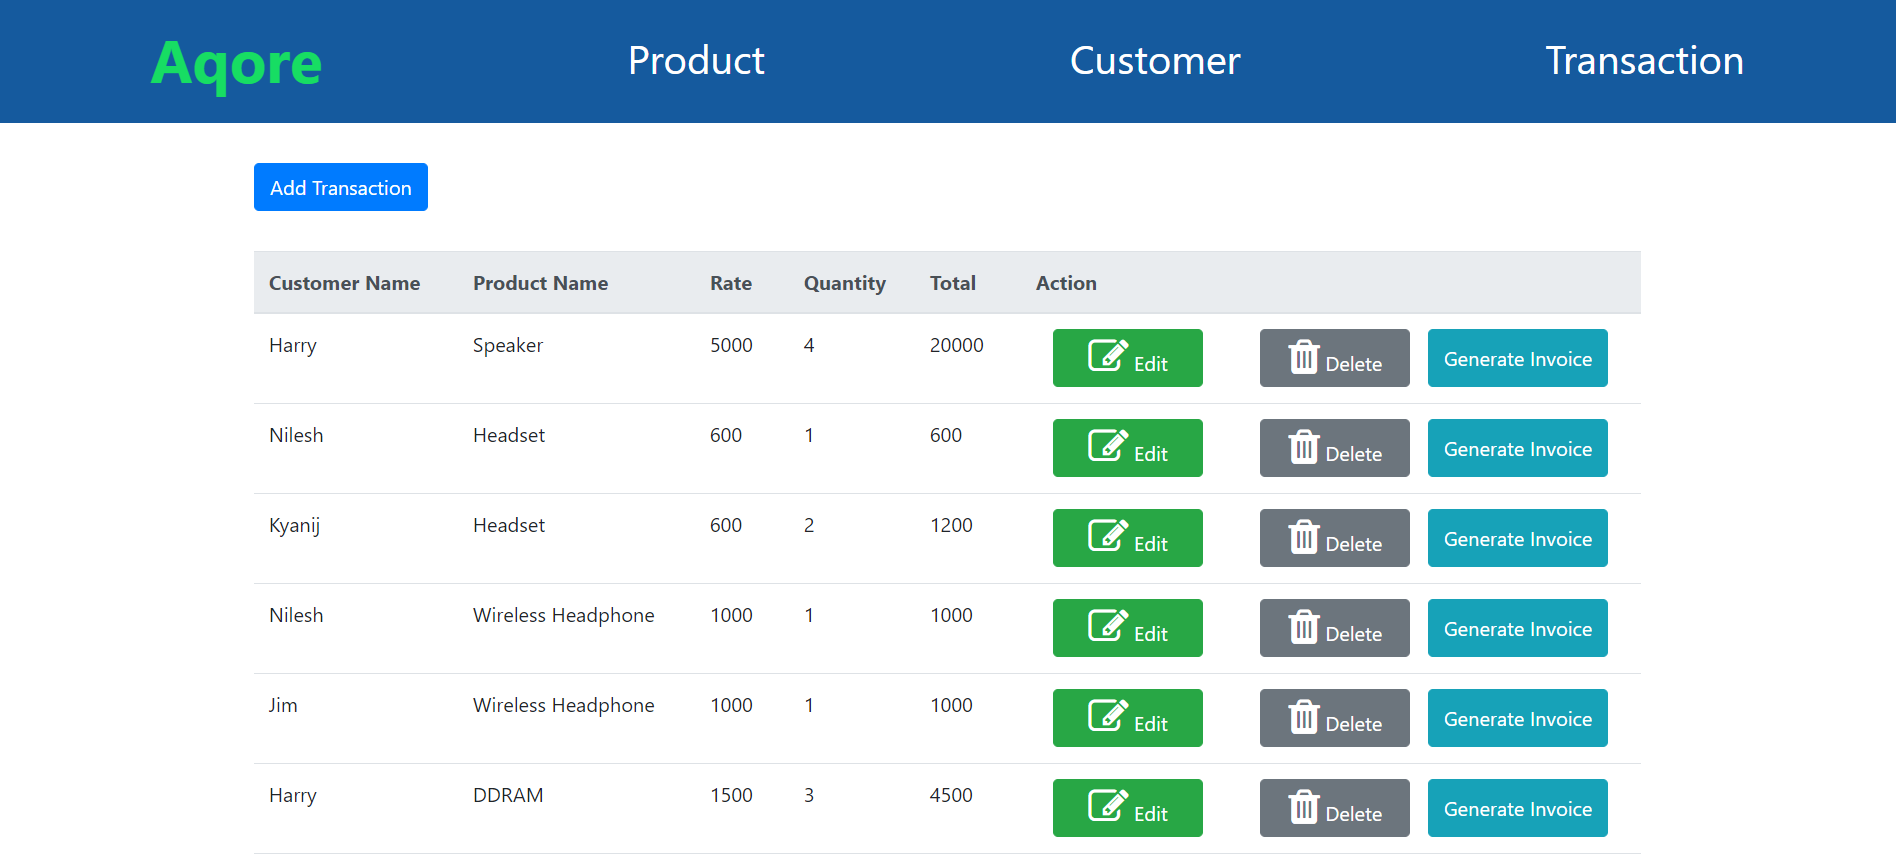 Aqore Product Customer Transaction
Add Transaction
Customer Name Product Name Rate Quantity Total Action
Harry Speaker 5000 4 20000 Edit Delete Generate Invoice
Nilesh Headset 600 1 600 Edit Delete Generate Invoice
Kyanij Headset 600 2 1200 Edit Delete Generate Invoice
Nilesh Wireless Headphone 1000 1 1000 Edit Delete Generate Invoice
Jim Wireless Headphone 1000 1 1000 Edit Delete Generate Invoice
Harry DDRAM 1500 3 4500 Edit Delete Generate Invoice